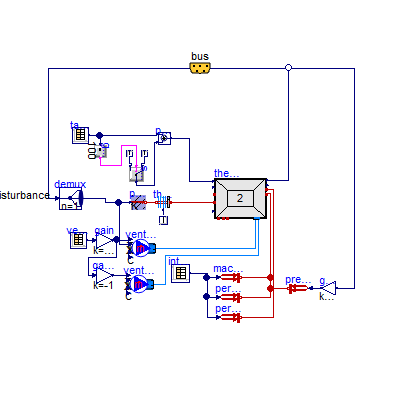 bus
ta
p...
the...
2
isturbance
demux
n=1
p...
th
ve...
gain
k=...
vent...
C
ga...
k=-1
vent...
C
int
mac...
per...
per...
pre...
g...
k...